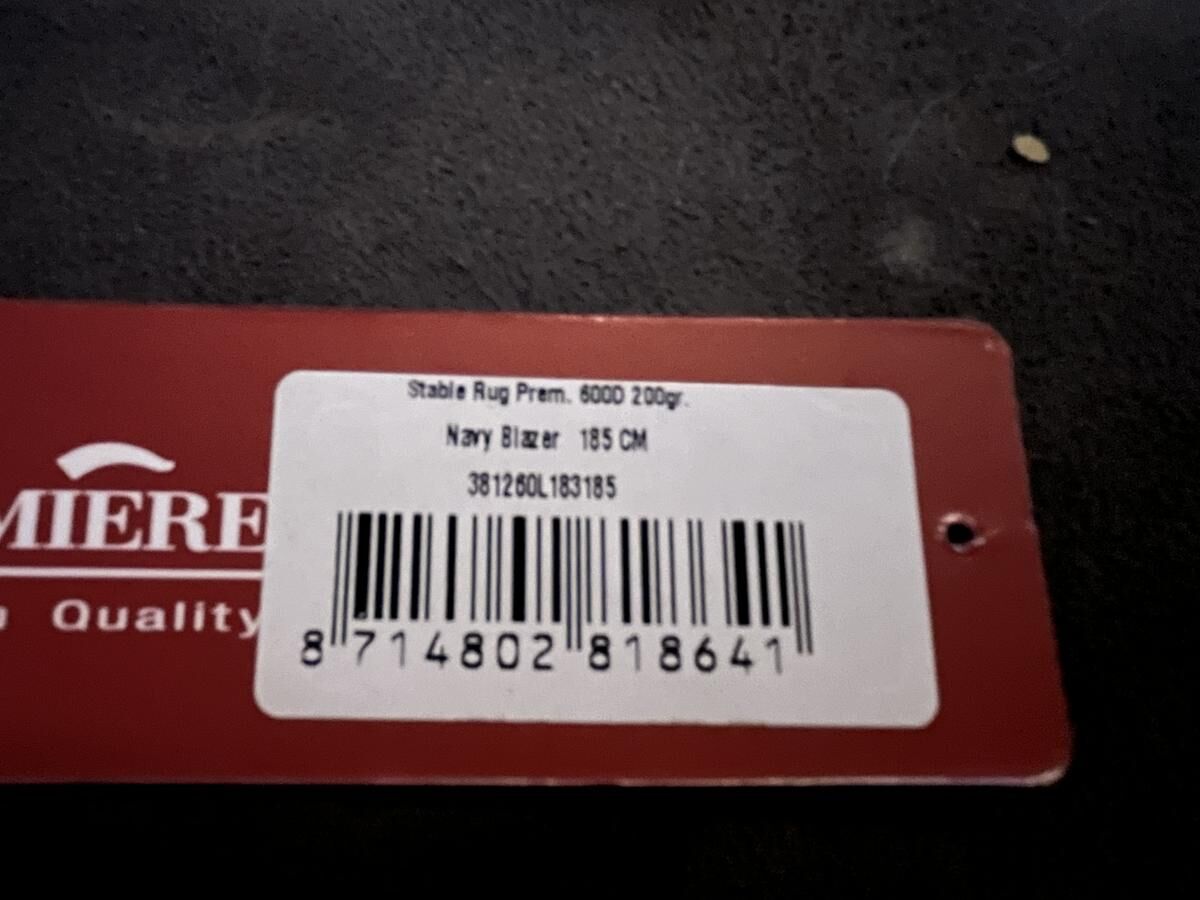 Stable Rug Prem. 600D 200gr.
Navy Blazer 185 CM
381260L183185
MIERE
Quality
8 714802 818641